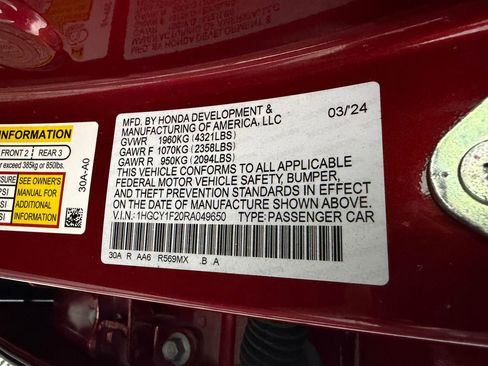 MFD. BY HONDA DEVELOPMENT & 03/24
MANUFACTURING OF AMERICA, LLC
GVWR 1960KG (4321LBS)
GAWR F 1070KG (2358LBS)
GAWR R 950KG (2094LBS)
THIS VEHICLE CONFORMS TO ALL APPLICABLE
FEDERAL MOTOR VEHICLE SAFETY, BUMPER,
AND THEFT PREVENTION STANDARDS IN EFFECT
ON THE DATE OF MANUFACTURE SHOWN ABOVE.
V.I.N.: 1HGCY1F20RA049650 TYPE: PASSENGER CAR
30A R AA6 R569MX B A
INFORMATION
FRONT 2 REAR 3
exceed 385kg or 850lbs.
SEE OWNER'S
MANUAL FOR
ADDITIONAL
INFORMATION
30A-A0